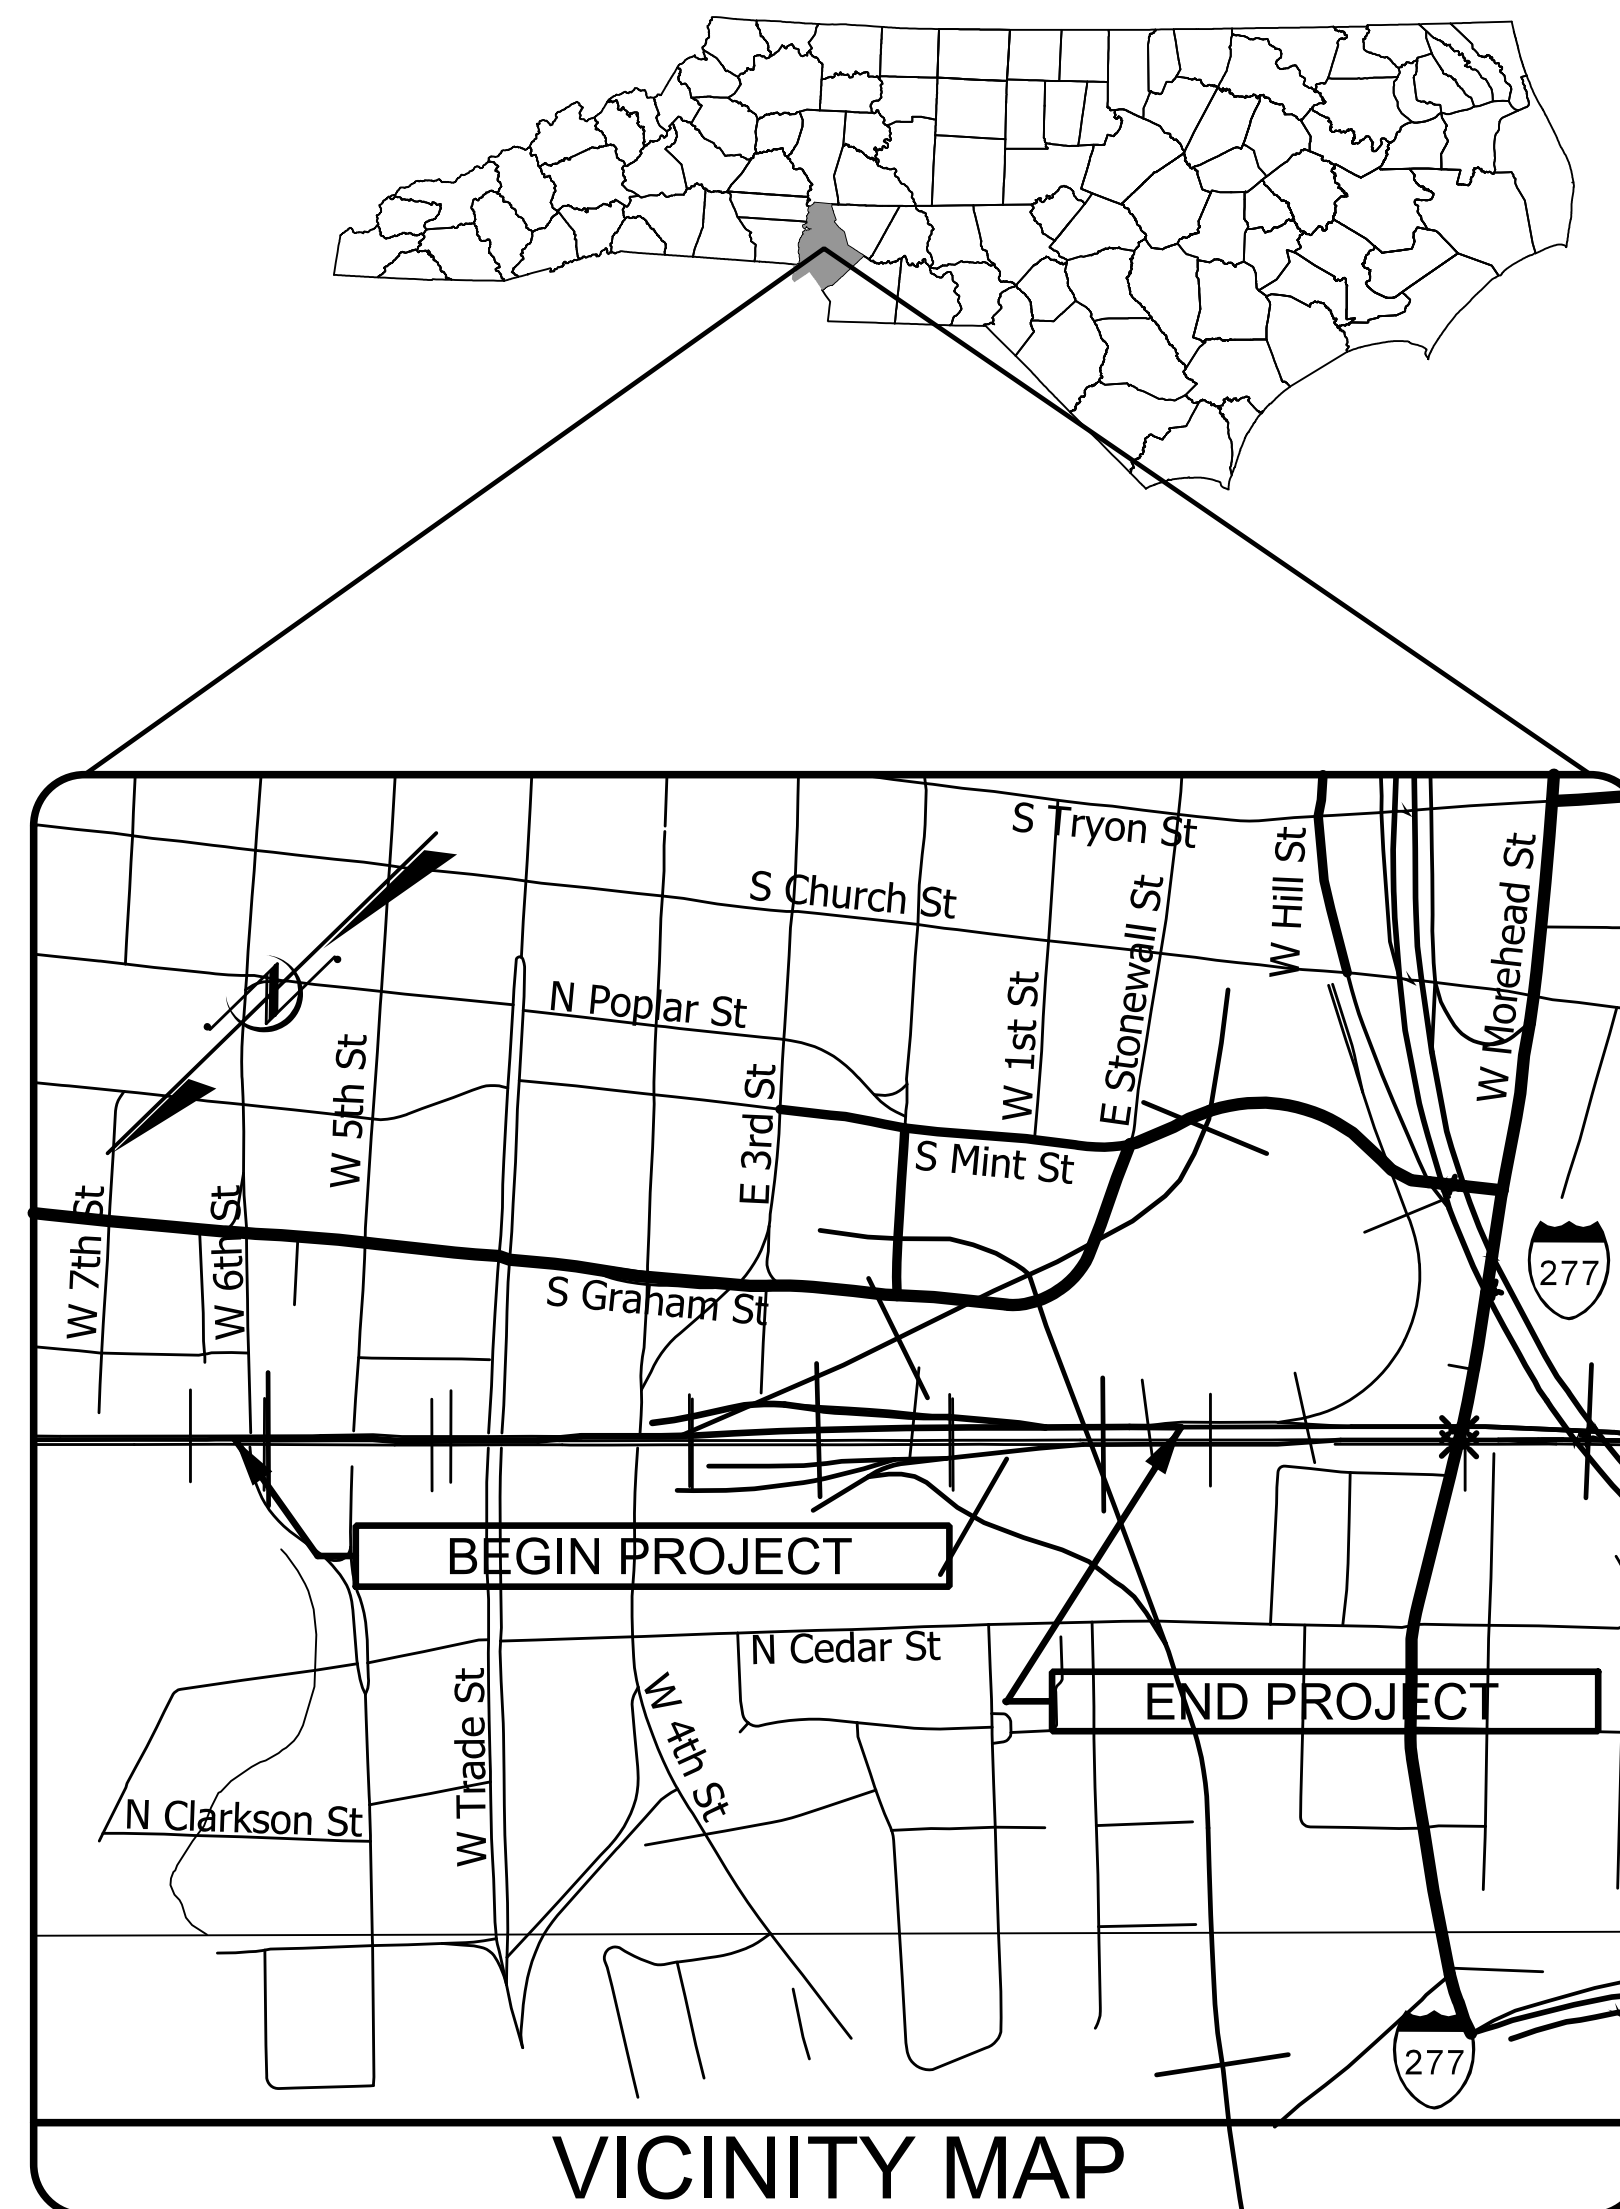 S Tryon St
S Church St
W Hill St
W Morehead St
E Stonewall St
W 1st St
N Poplar St
N
W 5th St
E 3rd St
S Mint St
W 7th St
W 6th St
S Graham St
277
BEGIN PROJECT
N Cedar St
END PROJECT
W Trade St
W 4th St
N Clarkson St
277
VICINITY MAP